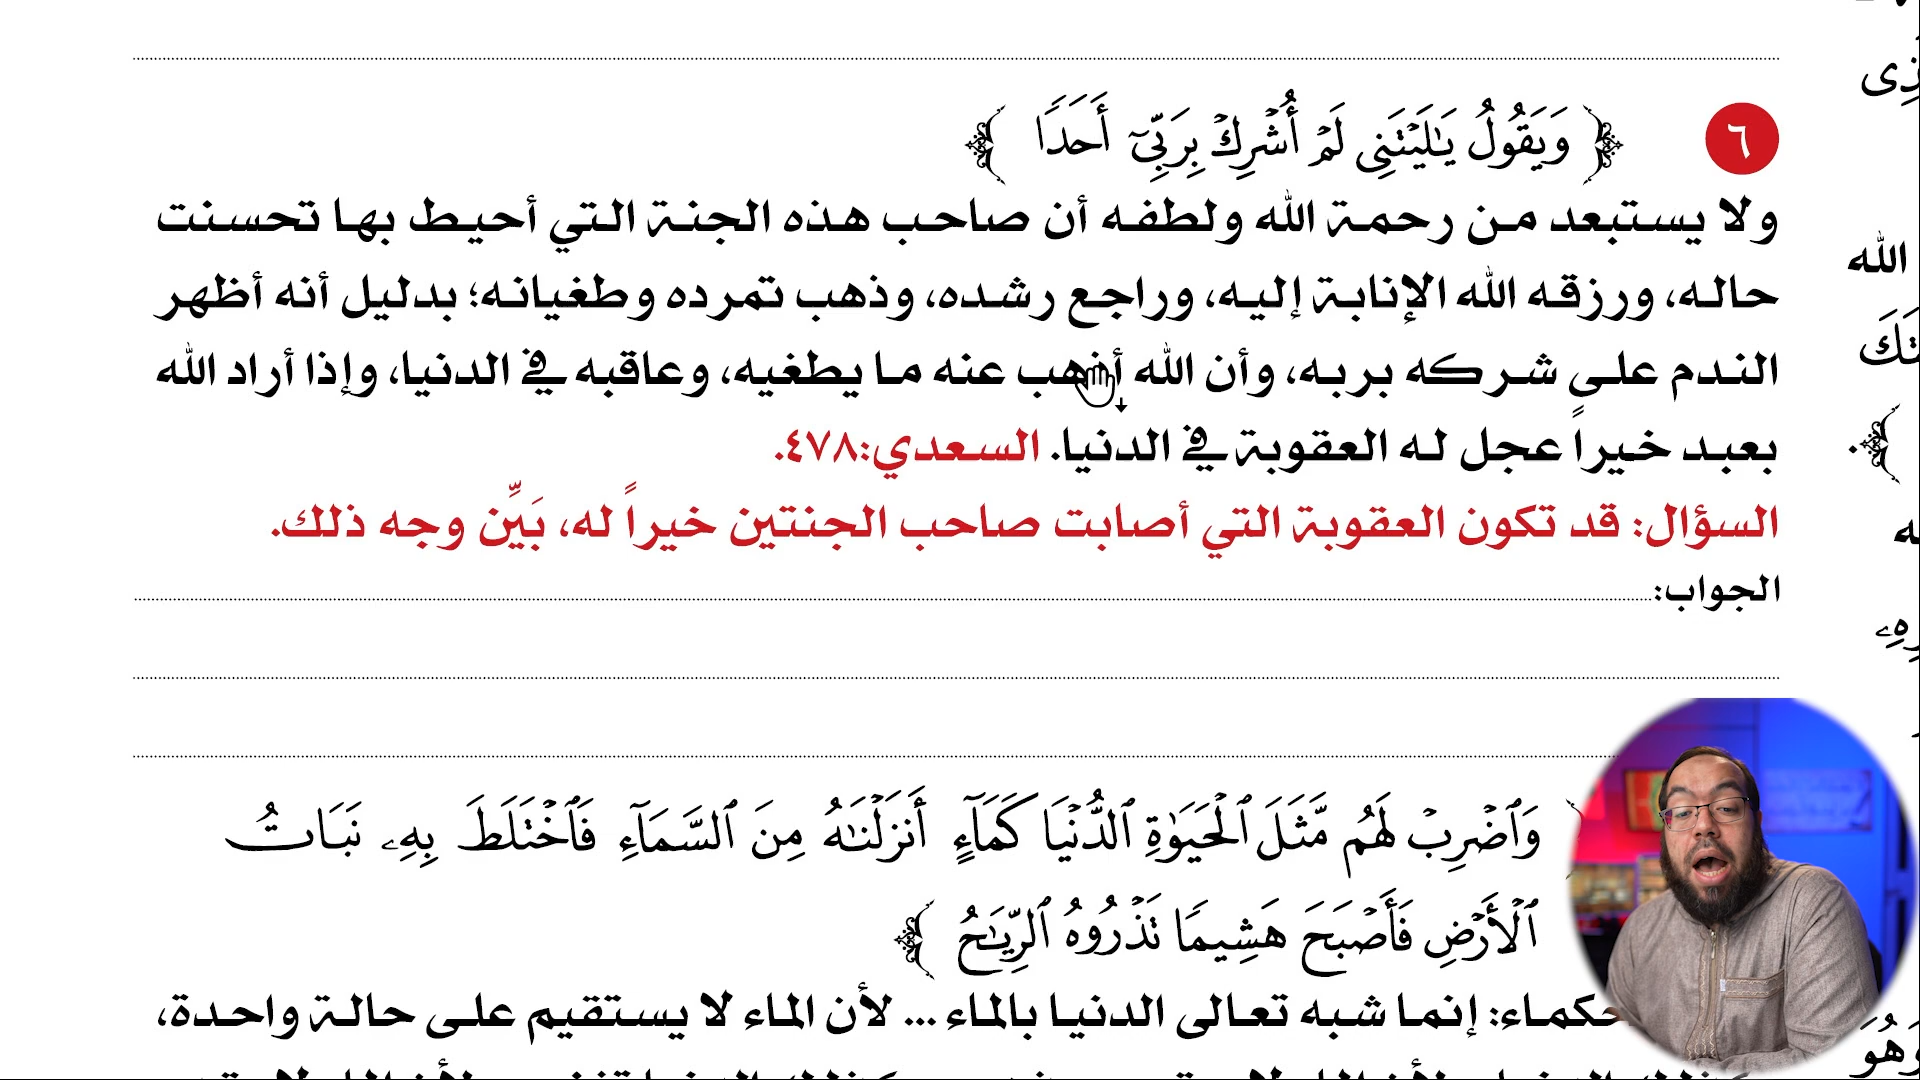 ٦
﴿ وَيَقُولُ يَٰلَيْتَنِى لَمْ أُشْرِكْ بِرَبِّىٓ أَحَدًا ﴾
ولا يستبعد من رحمة الله ولطفه أن صاحب هذه الجنة التي أحيط بها تحسنت
حاله، ورزقه الله الإنابة إليه، وراجع رشده، وذهب تمرده وطغيانه؛ بدليل أنه أظهر
الندم على شركه بربه، وأن الله أذهب عنه ما يطغيه، وعاقبه في الدنيا، وإذا أراد الله
بعبد خيراً عجل له العقوبة في الدنيا. السعدي:٤٧٨.
السؤال: قد تكون العقوبة التي أصابت صاحب الجنتين خيراً له، بَيِّن وجه ذلك.
الجواب:
وَٱضْرِبْ لَهُم مَّثَلَ ٱلْحَيَوٰةِ ٱلدُّنْيَا كَمَآءٍ أَنزَلْنَٰهُ مِنَ ٱلسَّمَآءِ فَٱخْتَلَطَ بِهِۦ نَبَاتُ
ٱلْأَرْضِ فَأَصْبَحَ هَشِيمًا تَذْرُوهُ ٱلرِّيَٰحُ ﴾
إنما شبه تعالى الدنيا بالماء ... لأن الماء لا يستقيم على حالة واحدة،
الله